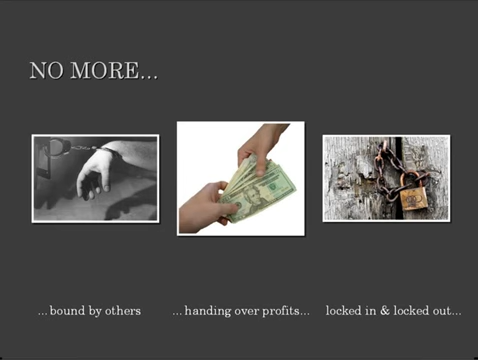 NO MORE...
...bound by others
...handing over profits...
locked in & locked out...